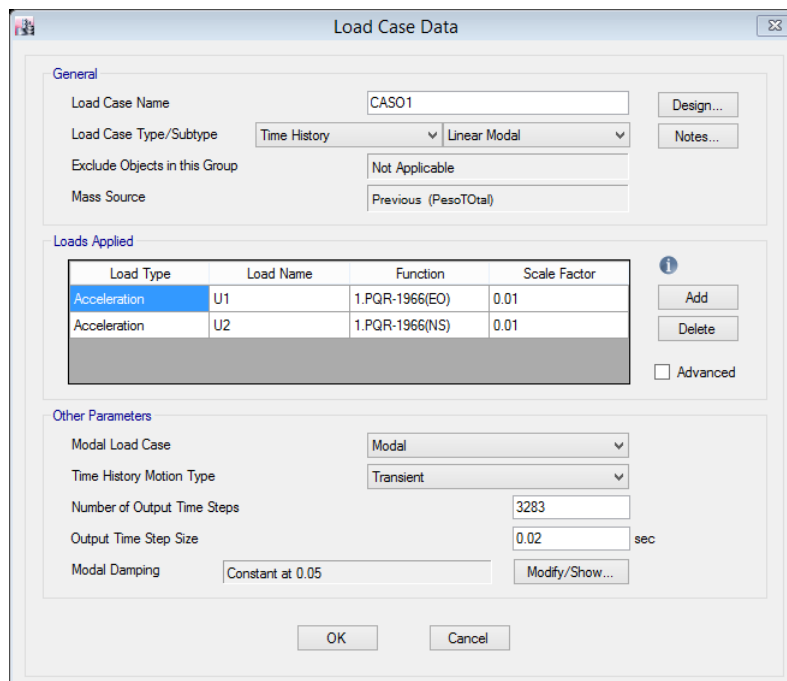 Load Case Data
General
Load Case Name CASO1 Design...
Load Case Type/Subtype Time History Linear Modal Notes...
Exclude Objects in this Group Not Applicable
Mass Source Previous (PesoTOtal)
Loads Applied
Load Type Load Name Function Scale Factor
Acceleration U1 1.PQR-1966(EO) 0.01 Add
Acceleration U2 1.PQR-1966(NS) 0.01 Delete
Advanced
Other Parameters
Modal Load Case Modal
Time History Motion Type Transient
Number of Output Time Steps 3283
Output Time Step Size 0.02 sec
Modal Damping Constant at 0.05 Modify/Show...
OK Cancel